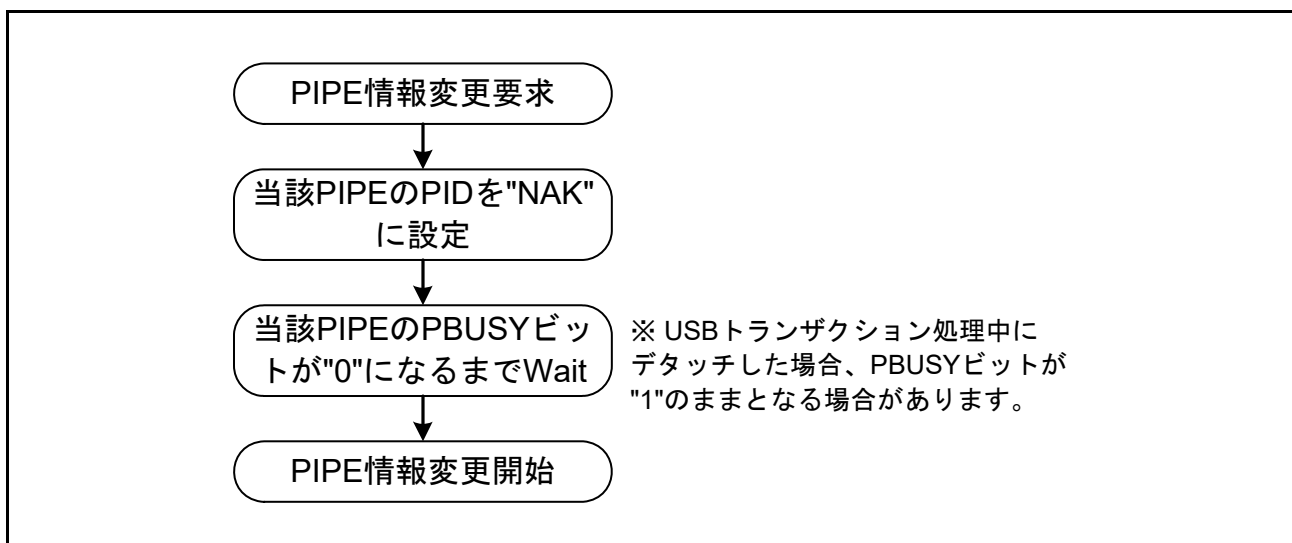 PIPE情報変更要求
当該PIPEのPIDを"NAK"
に設定
当該PIPEのPBUSYビッ
トが"0"になるまでWait
※ USBトランザクション処理中に
デタッチした場合、PBUSYビットが
"1"のままとなる場合があります。
PIPE情報変更開始